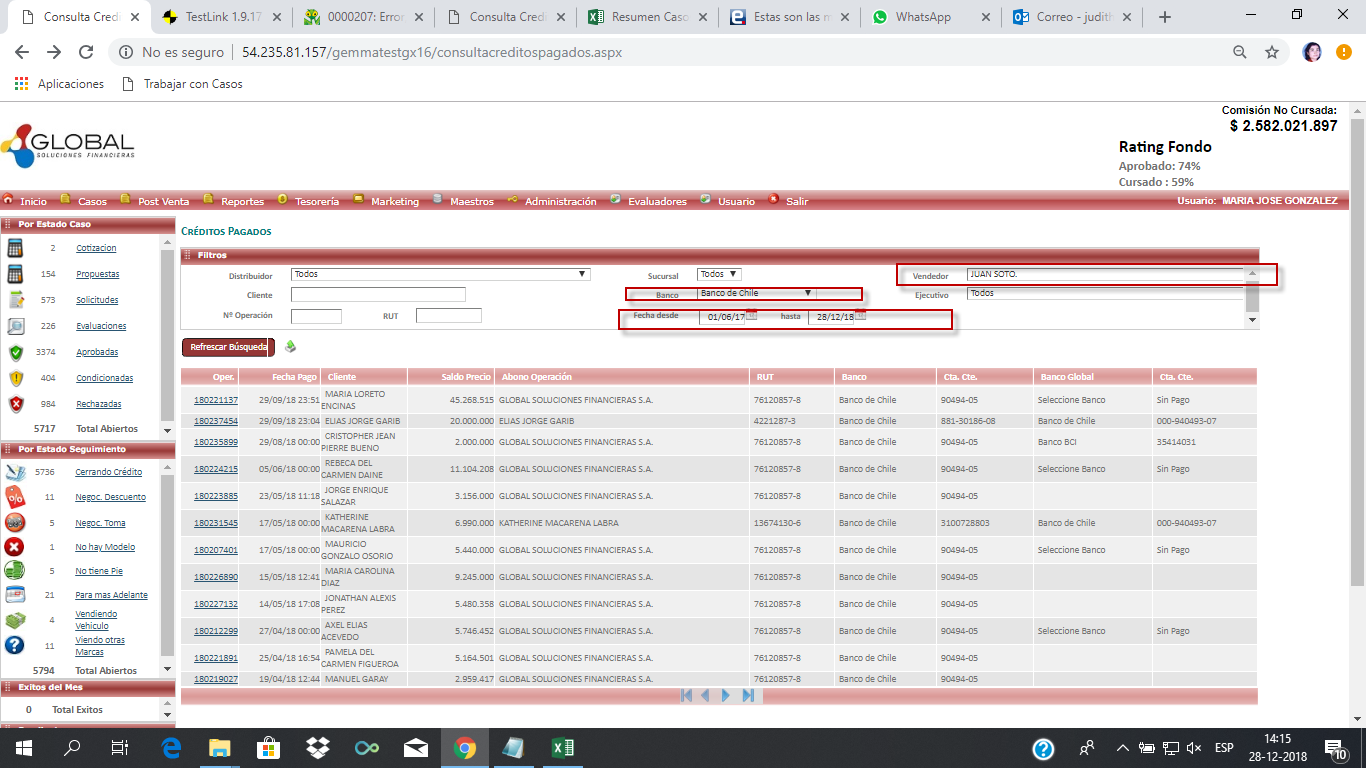 Consulta Credi
TestLink 1.9.17
0000207: Error
Consulta Credi
Resumen Caso
Estas son las m
WhatsApp
Correo - judith
No es seguro | 54.235.81.157/gemmatestgx16/consultacreditospagados.aspx
Aplicaciones Trabajar con Casos
Comisión No Cursada:
$ 2.582.021.897
GLOBAL
SOLUCIONES FINANCIERAS
Rating Fondo
Aprobado: 74%
Cursado : 59%
Inicio Casos Post Venta Reportes Tesorería Marketing Maestros Administración Evaluadores Usuario Salir Usuario: MARIA JOSE GONZALEZ
Por Estado Caso
2 Cotizacion
154 Propuestas
573 Solicitudes
226 Evaluaciones
3374 Aprobadas
404 Condicionadas
984 Rechazadas
5717 Total Abiertos
Por Estado Seguimiento
5736 Cerrando Crédito
11 Negoc. Descuento
5 Negoc. Toma
1 No hay Modelo
5 No tiene Pie
21 Para mas Adelante
4 Vendiendo
Vehículo
11 Viendo otras
Marcas
5794 Total Abiertos
Exitos del Mes
0 Total Exitos
CRÉDITOS PAGADOS
Filtros
Distribuidor Todos Sucursal Todos Vendedor JUAN SOTO.
Cliente Banco Banco de Chile Ejecutivo Todos
Nº Operación RUT Fecha desde 01/06/17 hasta 28/12/18
Refrescar Búsqueda
Oper. Fecha Pago Cliente Saldo Precio Abono Operación RUT Banco Cta. Cte. Banco Global Cta. Cte.
180221137 29/09/18 23:51 MARIA LORETO ENCINAS 45.268.515 GLOBAL SOLUCIONES FINANCIERAS S.A. 76120857-8 Banco de Chile 90494-05 Seleccione Banco Sin Pago
180237454 29/09/18 23:04 ELIAS JORGE GARIB 20.000.000 ELIAS JORGE GARIB 4221287-3 Banco de Chile 881-30186-08 Banco de Chile 000-940493-07
180235899 29/08/18 00:00 CRISTOPHER JEAN PIERRE BUENO 2.000.000 GLOBAL SOLUCIONES FINANCIERAS S.A. 76120857-8 Banco de Chile 90494-05 Banco BCI 35414031
180224215 05/06/18 00:00 REBECA DEL CARMEN DAINE 11.104.208 GLOBAL SOLUCIONES FINANCIERAS S.A. 76120857-8 Banco de Chile 90494-05 Seleccione Banco Sin Pago
180223885 23/05/18 11:18 JORGE ENRIQUE SALAZAR 3.156.000 GLOBAL SOLUCIONES FINANCIERAS S.A. 76120857-8 Banco de Chile 90494-05
180231545 17/05/18 00:00 KATHERINE MACARENA LABRA 6.990.000 KATHERINE MACARENA LABRA 13674130-6 Banco de Chile 3100728803 Banco de Chile 000-940493-07
180207401 17/05/18 00:00 MAURICIO GONZALO OSORIO 5.440.000 GLOBAL SOLUCIONES FINANCIERAS S.A. 76120857-8 Banco de Chile 90494-05 Seleccione Banco Sin Pago
180226890 15/05/18 12:41 MARIA CAROLINA DIAZ 9.245.000 GLOBAL SOLUCIONES FINANCIERAS S.A. 76120857-8 Banco de Chile 90494-05
180227132 14/05/18 17:08 JONATHAN ALEXIS PEREZ 5.480.358 GLOBAL SOLUCIONES FINANCIERAS S.A. 76120857-8 Banco de Chile 90494-05
180212299 27/04/18 00:00 AXEL ELIAS ACEVEDO 5.746.452 GLOBAL SOLUCIONES FINANCIERAS S.A. 76120857-8 Banco de Chile 90494-05 Seleccione Banco Sin Pago
180221891 25/04/18 16:54 PAMELA DEL CARMEN FIGUEROA 5.164.501 GLOBAL SOLUCIONES FINANCIERAS S.A. 76120857-8 Banco de Chile 90494-05
180219027 19/04/18 12:44 MANUEL GARAY 2.959.417 GLOBAL SOLUCIONES FINANCIERAS S.A. 76120857-8 Banco de Chile 90494-05
ESP
14:15
28-12-2018
10